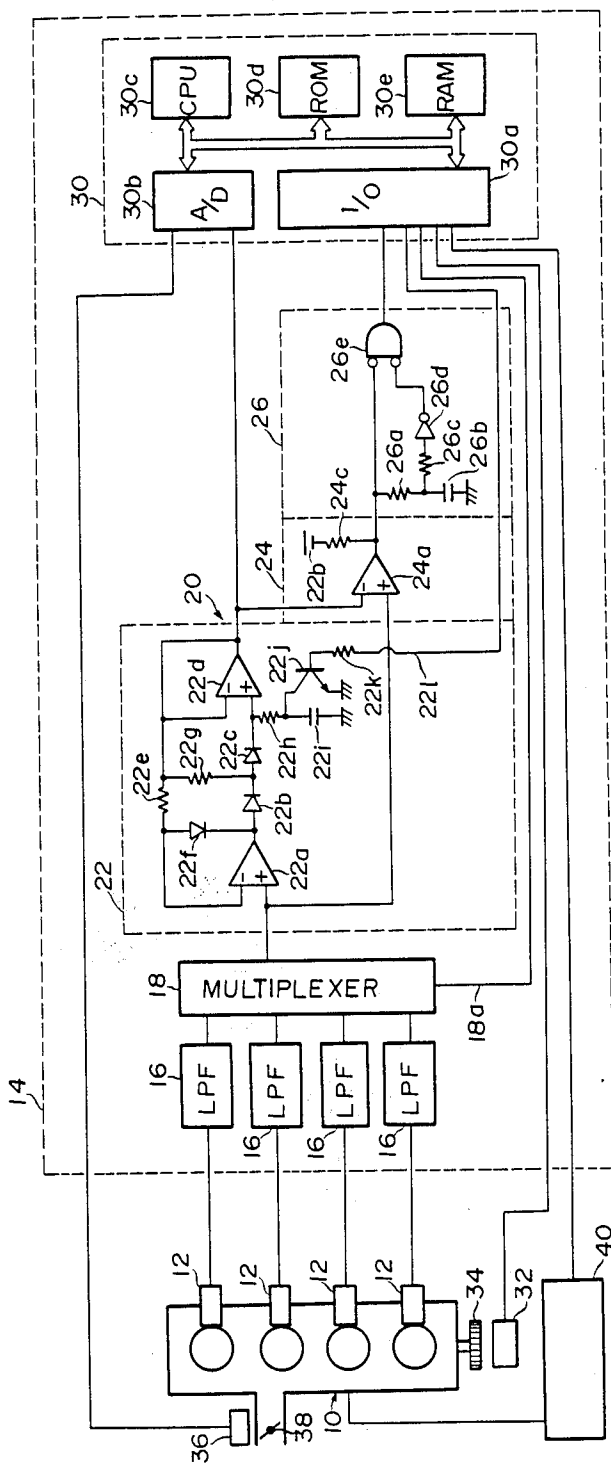 14
30
30b
A/D
30c
CPU
30d
ROM
30e
RAM
I/O
30a
20
22
22e
22g
22d
-
+
22f
22c
22b
22a
-
+
22h
22j
22i
22k
22l
24
22b
24c
-
+
24a
26
26e
26a
26d
26c
26b
18
MULTIPLEXER
18a
16
LPF
16
LPF
16
LPF
16
LPF
12
12
12
12
36
38
10
34
32
40